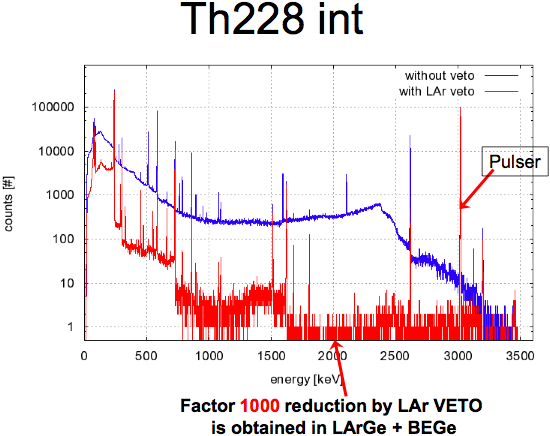 Th228 int
without veto
with LAr veto
100000
10000
1000
100
10
1
counts [#]
Pulser
0
500
1000
1500
2000
2500
3000
3500
energy [keV]
Factor 1000 reduction by LAr VETO
is obtained in LArGe + BEGe